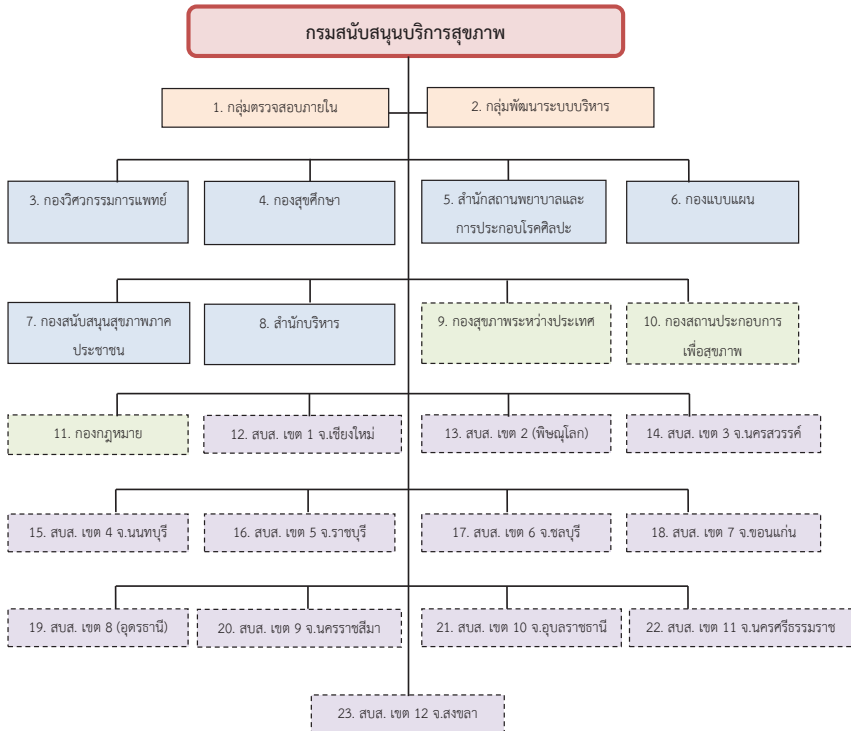 กรมสนับสนุนบริการสุขภาพ
1. กลุ่มตรวจสอบภายใน
2. กลุ่มพัฒนาระบบบริหาร
3. กองวิศวกรรมการแพทย์
4. กองสุขศึกษา
5. สำนักสถานพยาบาลและ
การประกอบโรคศิลปะ
6. กองแบบแผน
7. กองสนับสนุนสุขภาพภาค
ประชาชน
8. สำนักบริหาร
9. กองสุขภาพระหว่างประเทศ
10. กองสถานประกอบการ
เพื่อสุขภาพ
11. กองกฎหมาย
12. สบส. เขต 1 จ.เชียงใหม่
13. สบส. เขต 2 (พิษณุโลก)
14. สบส. เขต 3 จ.นครสวรรค์
15. สบส. เขต 4 จ.นนทบุรี
16. สบส. เขต 5 จ.ราชบุรี
17. สบส. เขต 6 จ.ชลบุรี
18. สบส. เขต 7 จ.ขอนแก่น
19. สบส. เขต 8 (อุดรธานี)
20. สบส. เขต 9 จ.นครราชสีมา
21. สบส. เขต 10 จ.อุบลราชธานี
22. สบส. เขต 11 จ.นครศรีธรรมราช
23. สบส. เขต 12 จ.สงขลา